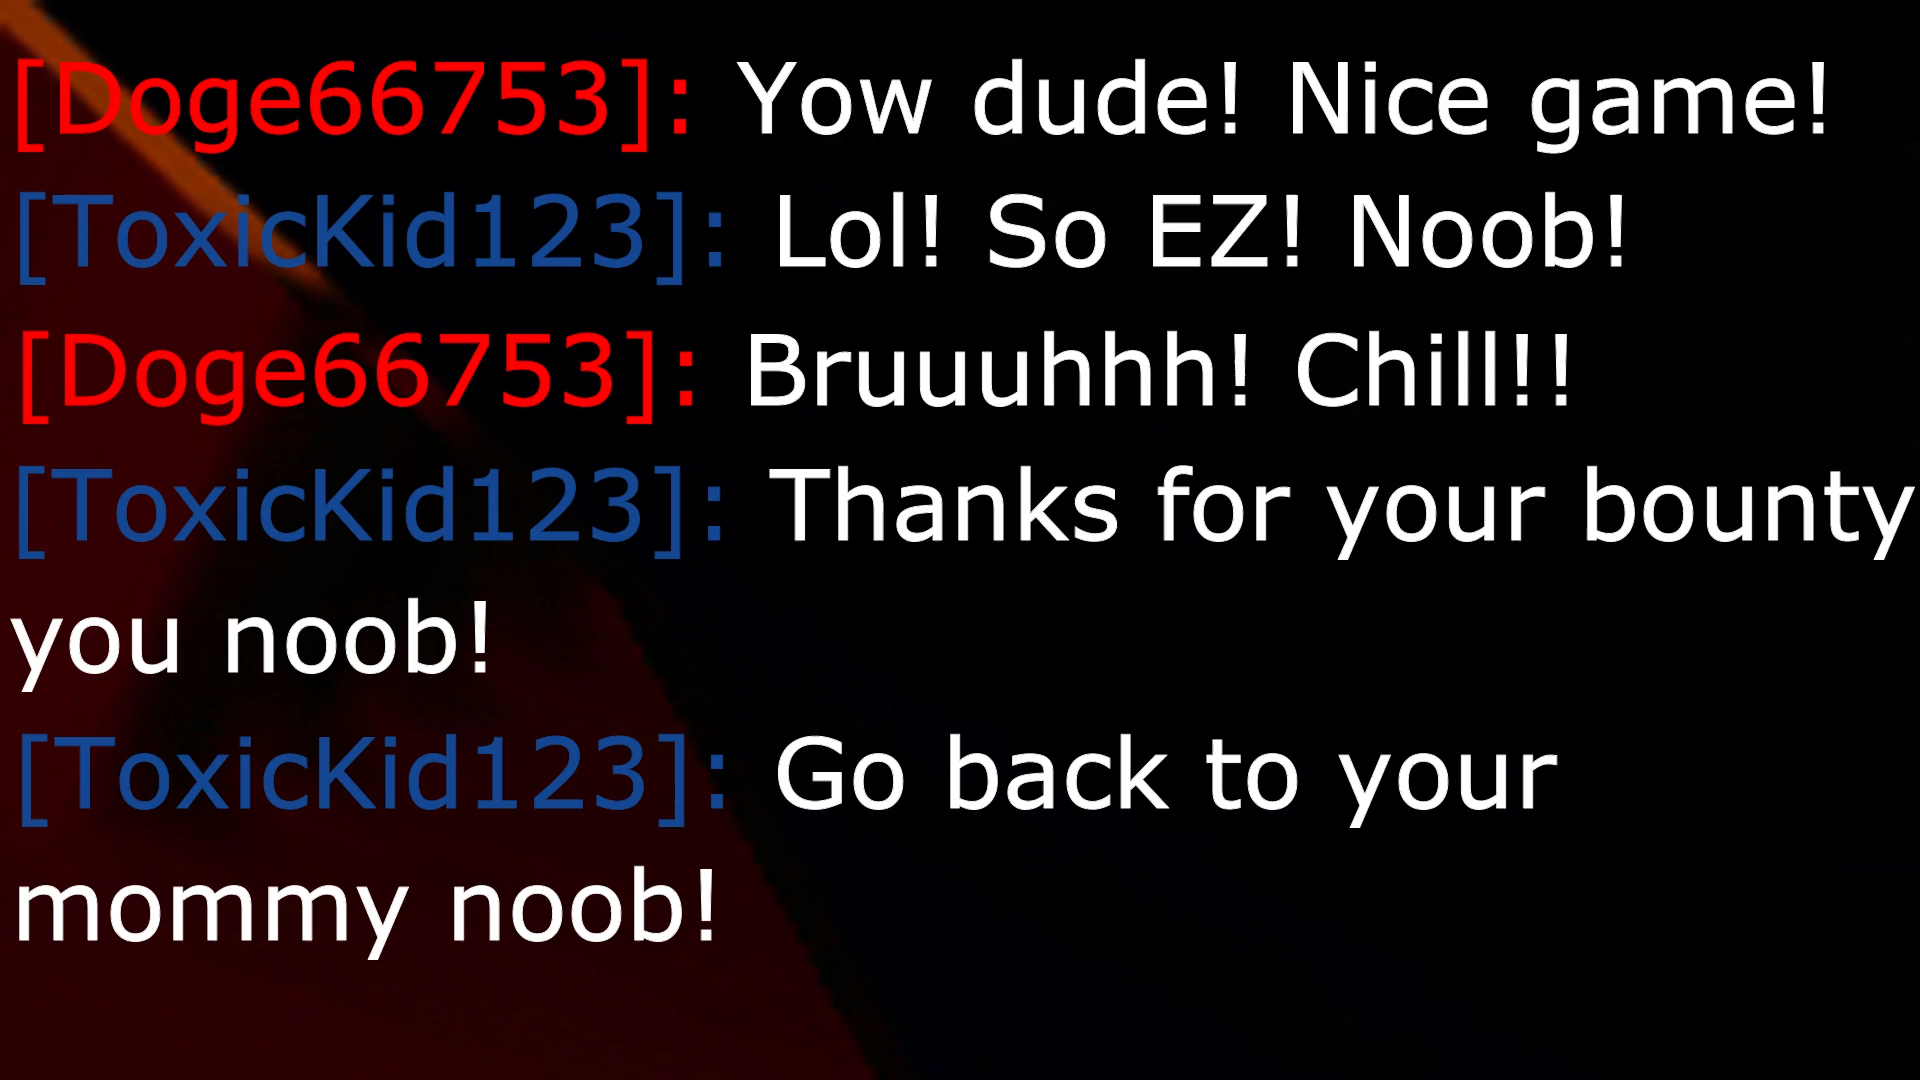 [Doge66753]: Yow dude! Nice game!
[ToxicKid123]: Lol! So EZ! Noob!
[Doge66753]: Bruuuhhh! Chill!!
[ToxicKid123]: Thanks for your bounty
you noob!
[ToxicKid123]: Go back to your
mommy noob!